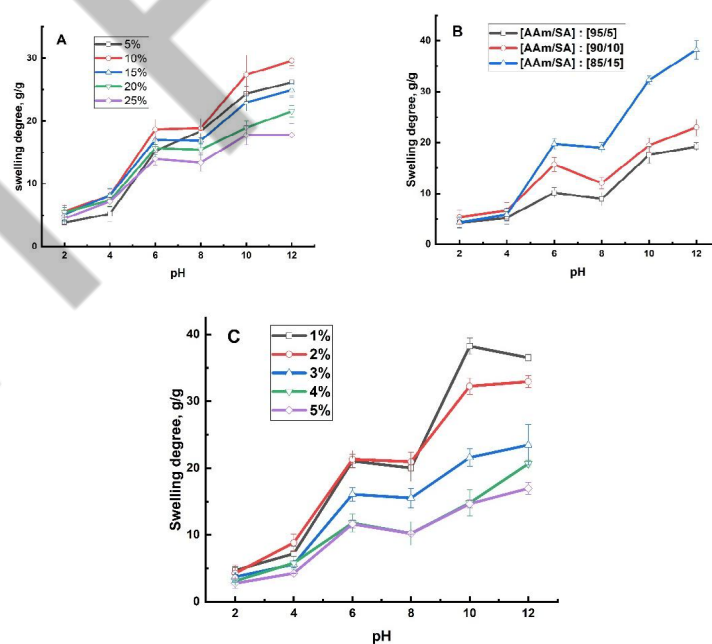 A
5%
10%
15%
20%
25%
swelling degree, g/g
30
20
10
0
2 4 6 8 10 12
pH
B
[AAm/SA] : [95/5]
[AAm/SA] : [90/10]
[AAm/SA] : [85/15]
Swelling degree, g/g
40
30
20
10
0
2 4 6 8 10 12
pH
C
1%
2%
3%
4%
5%
Swelling degree, g/g
40
30
20
10
0
2 4 6 8 10 12
pH